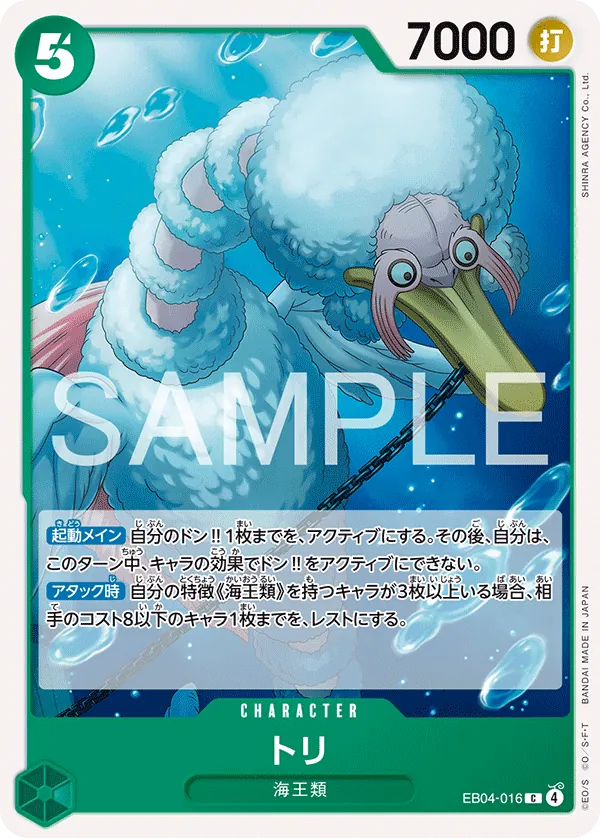 5
7000
打
SHINRA AGENCY Co., Ltd.
SAMPLE
起動メイン 自分のドン!!1枚までを、アクティブにする。その後、自分は、
このターン中、キャラの効果でドン!!をアクティブにできない。
アタック時 自分の特徴《海王類》を持つキャラが3枚以上いる場合、相
手のコスト8以下のキャラ1枚までを、レストにする。
CHARACTER
トリ
海王類
EB04-016 C 4
©EO/S ©O/S・F・T BANDAI MADE IN JAPAN